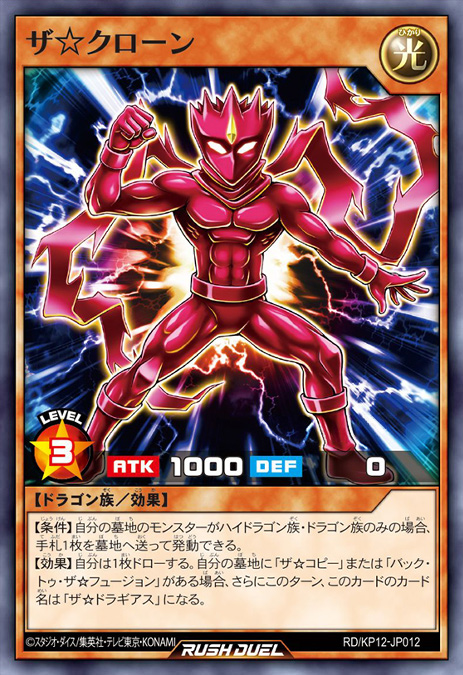 ザ☆クローン
ひかり
光
LEVEL
3
ATK 1000 DEF 0
【ドラゴン族／効果】
【条件】自分の墓地のモンスターがハイドラゴン族・ドラゴン族のみの場合、
手札1枚を墓地へ送って発動できる。
【効果】自分は1枚ドローする。自分の墓地に「ザ☆コピー」または「バック・
トゥ・ザ☆フュージョン」がある場合、さらにこのターン、このカードのカード
名は「ザ☆ドラギアス」になる。
©スタジオ・ダイス/集英社・テレビ東京・KONAMI
RUSH DUEL
RD/KP12-JP012